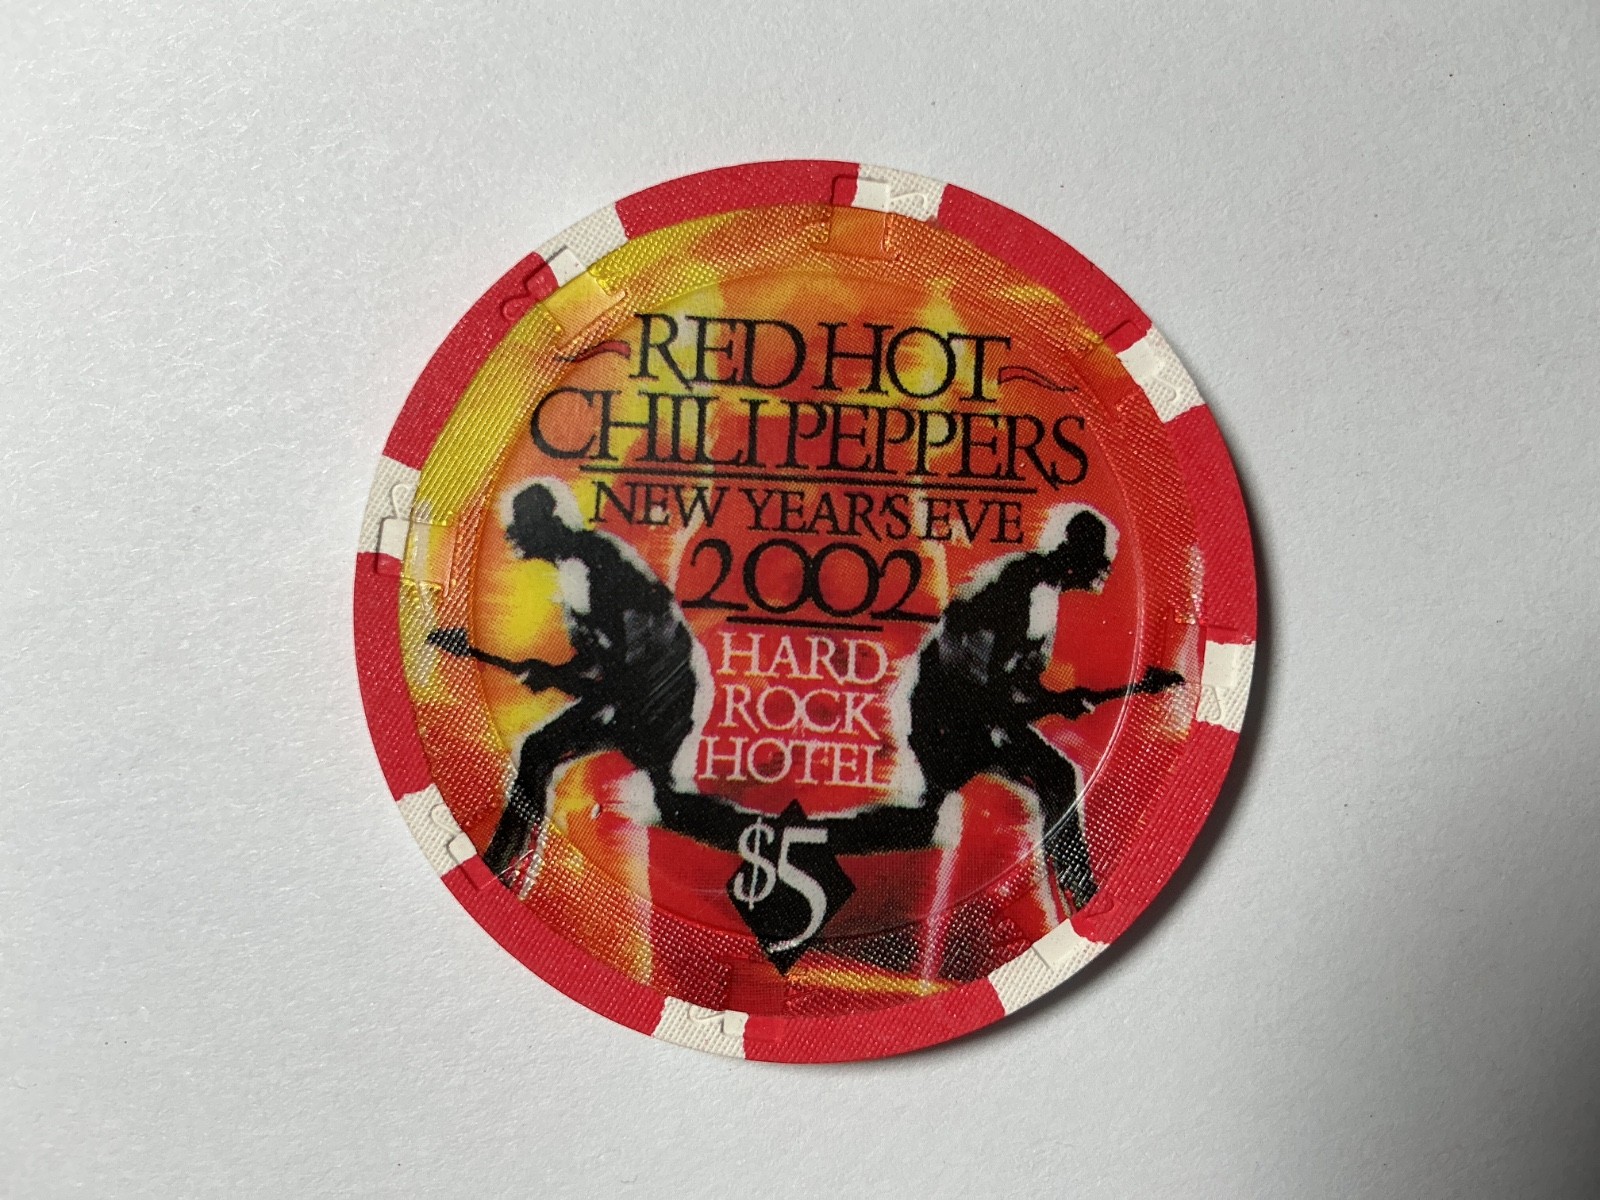 RED HOT
CHILI PEPPERS
NEW YEAR'S EVE
2002
HARD
ROCK
HOTEL
$5